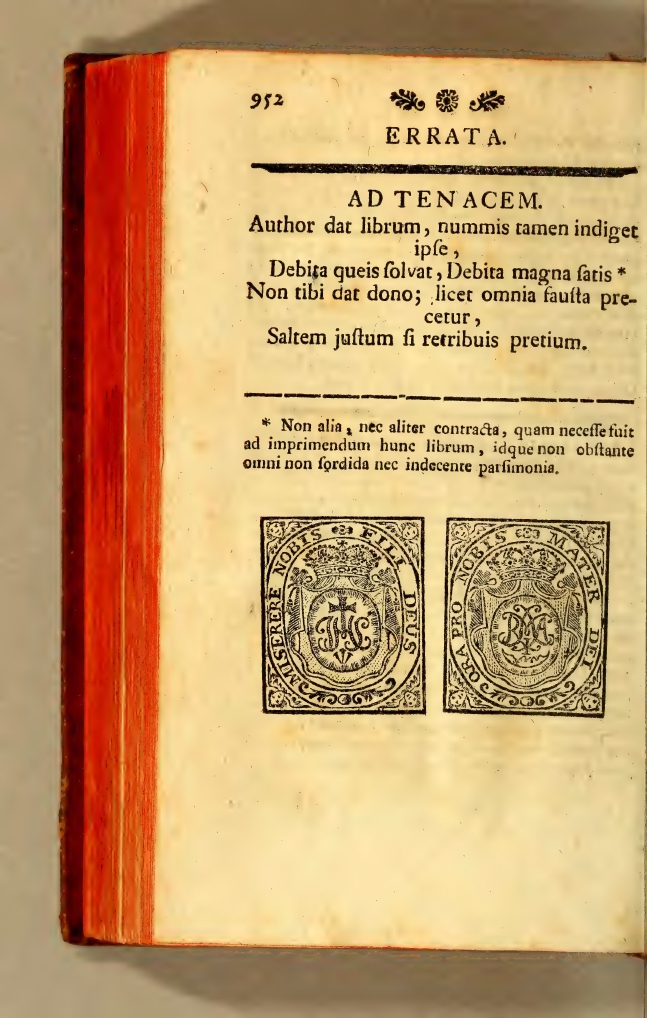 952
ERRATA.
AD TENACEM.
Author dat librum, nummis tamen indiget
ipſe,
Debita queis ſolvat, Debita magna ſatis *
Non tibi dat dono; licet omnia fauſta pre-
cetur,
Saltem juſtum ſi retribuis pretium.
* Non alia, nec aliter contracta, quam neceſſe fuit
ad imprimendum hunc librum, idque non obſtante
omni non ſordida nec indecente parſimonia.
MISERERE NOBIS FILI DEUS
IHS
ORA PRO NOBIS MATER DEI